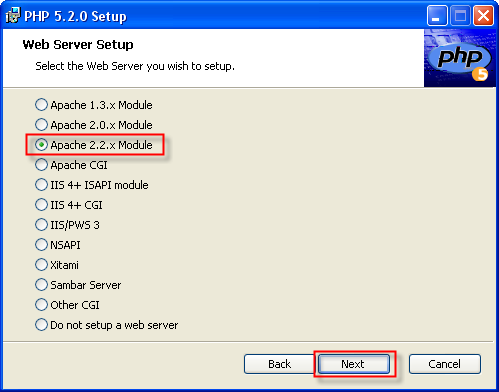 PHP 5.2.0 Setup
Web Server Setup
Select the Web Server you wish to setup.
php
5
Apache 1.3.x Module
Apache 2.0.x Module
Apache 2.2.x Module
Apache CGI
IIS 4+ ISAPI module
IIS 4+ CGI
IIS/PWS 3
NSAPI
Xitami
Sambar Server
Other CGI
Do not setup a web server
Back Next Cancel